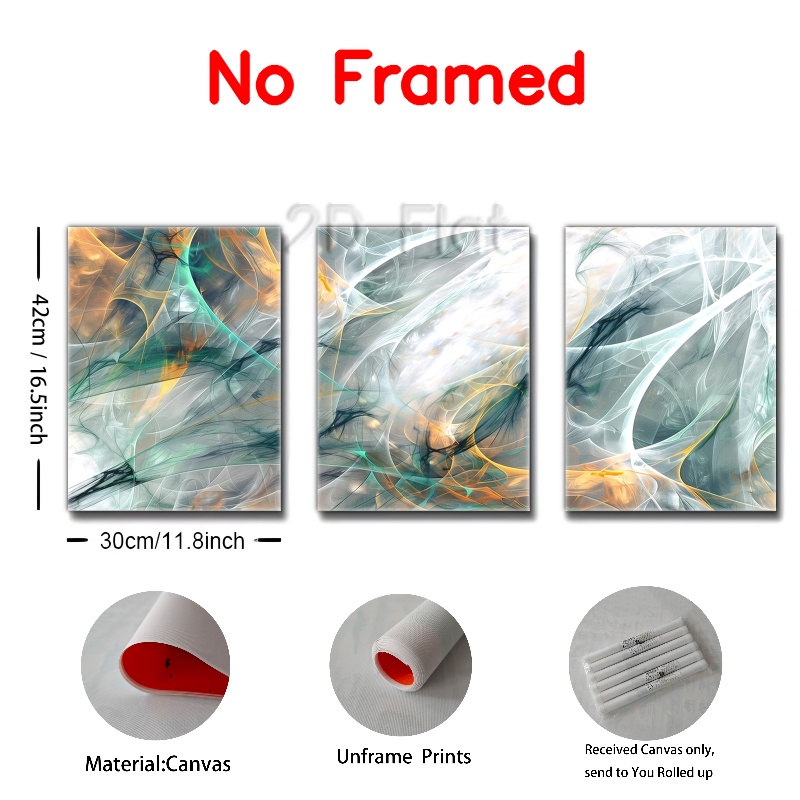 No Framed
2D Flat
42cm / 16.5inch
30cm/11.8inch
Material:Canvas
Unframe Prints
Received Canvas only,
send to You Rolled up